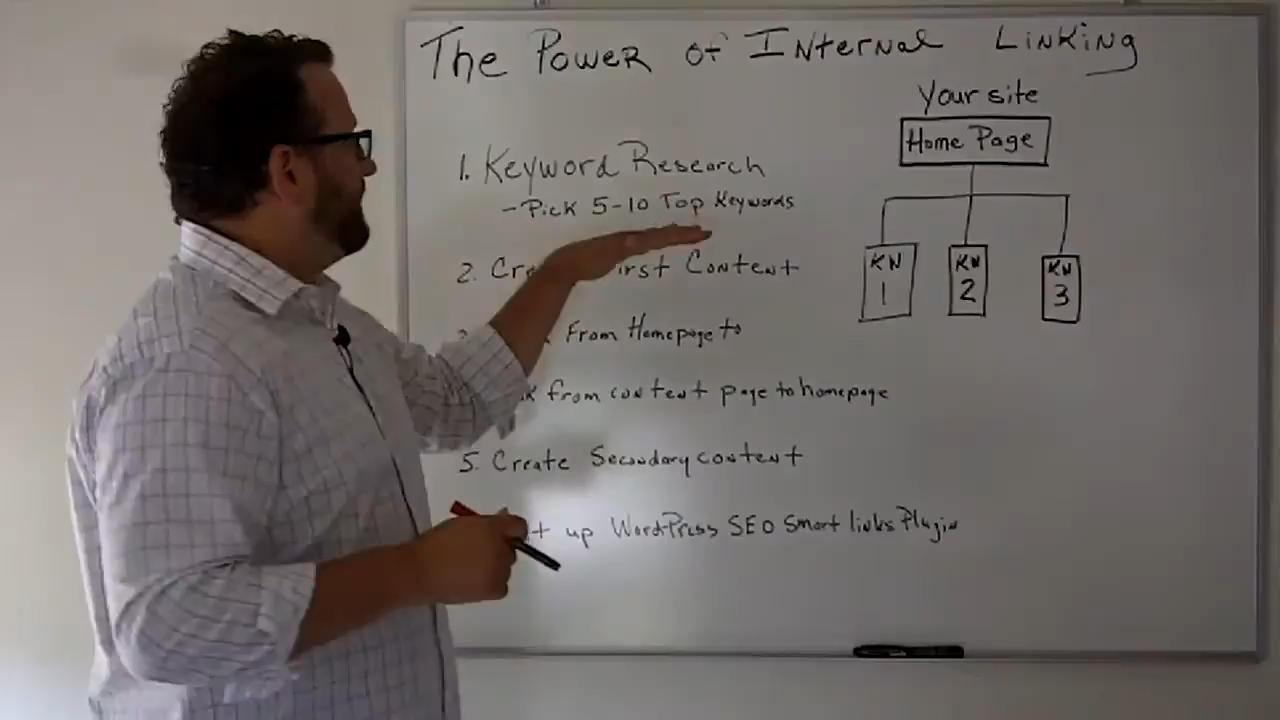 The Power of Internal Linking
Your site
Home Page
1. Keyword Research
- Pick 5-10 Top Keywords
KW
1
KW
2
KW
3
2. First Content
From Homepage to
from content page to homepage
5. Create Secondary content
up WordPress SEO Smart links Plugin